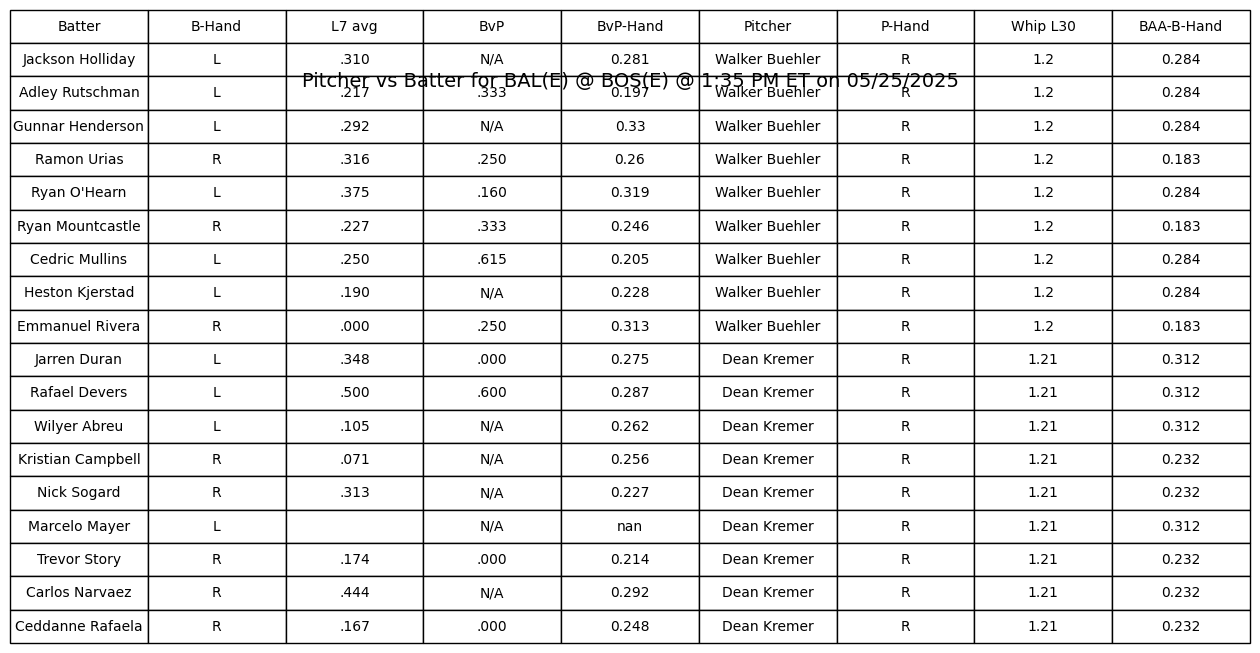 Batter B-Hand L7 avg BvP BvP-Hand Pitcher P-Hand Whip L30 BAA-B-Hand
Jackson Holliday L .310 N/A 0.281 Walker Buehler R 1.2 0.284
Pitcher vs Batter for BAL(E) @ BOS(E) @ 1:35 PM ET on 05/25/2025
Adley Rutschman L .217 .333 0.197 Walker Buehler R 1.2 0.284
Gunnar Henderson L .292 N/A 0.33 Walker Buehler R 1.2 0.284
Ramon Urias R .316 .250 0.26 Walker Buehler R 1.2 0.183
Ryan O'Hearn L .375 .160 0.319 Walker Buehler R 1.2 0.284
Ryan Mountcastle R .227 .333 0.246 Walker Buehler R 1.2 0.183
Cedric Mullins L .250 .615 0.205 Walker Buehler R 1.2 0.284
Heston Kjerstad L .190 N/A 0.228 Walker Buehler R 1.2 0.284
Emmanuel Rivera R .000 .250 0.313 Walker Buehler R 1.2 0.183
Jarren Duran L .348 .000 0.275 Dean Kremer R 1.21 0.312
Rafael Devers L .500 .600 0.287 Dean Kremer R 1.21 0.312
Wilyer Abreu L .105 N/A 0.262 Dean Kremer R 1.21 0.312
Kristian Campbell R .071 N/A 0.256 Dean Kremer R 1.21 0.232
Nick Sogard R .313 N/A 0.227 Dean Kremer R 1.21 0.232
Marcelo Mayer L N/A nan Dean Kremer R 1.21 0.312
Trevor Story R .174 .000 0.214 Dean Kremer R 1.21 0.232
Carlos Narvaez R .444 N/A 0.292 Dean Kremer R 1.21 0.232
Ceddanne Rafaela R .167 .000 0.248 Dean Kremer R 1.21 0.232